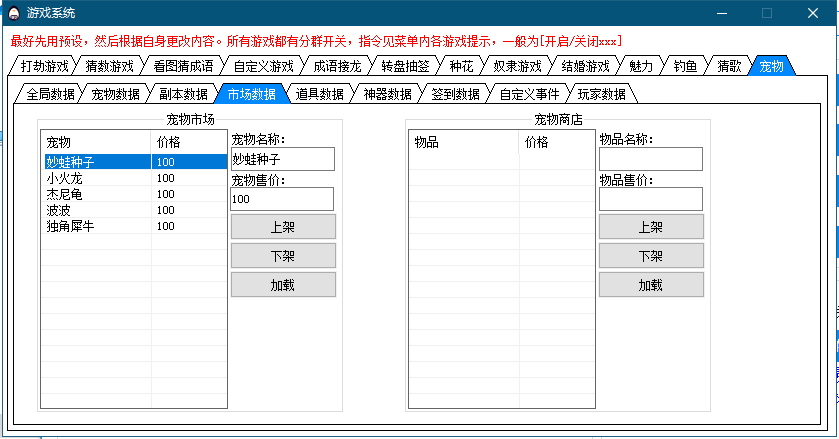 游戏系统
最好先用预设，然后根据自身更改内容。所有游戏都有分群开关，指令见菜单内各游戏提示，一般为[开启/关闭xxx]
打劫游戏 猜数游戏 看图猜成语 自定义游戏 成语接龙 转盘抽签 种花 奴隶游戏 结婚游戏 魅力 钓鱼 猜歌 宠物
全局数据 宠物数据 副本数据 市场数据 道具数据 神器数据 签到数据 自定义事件 玩家数据
宠物市场
宠物 价格
妙蛙种子 100
小火龙 100
杰尼龟 100
波波 100
独角犀牛 100
宠物名称：
妙蛙种子
宠物售价：
100
上架
下架
加载
宠物商店
物品 价格
物品名称：
物品售价：
上架
下架
加载